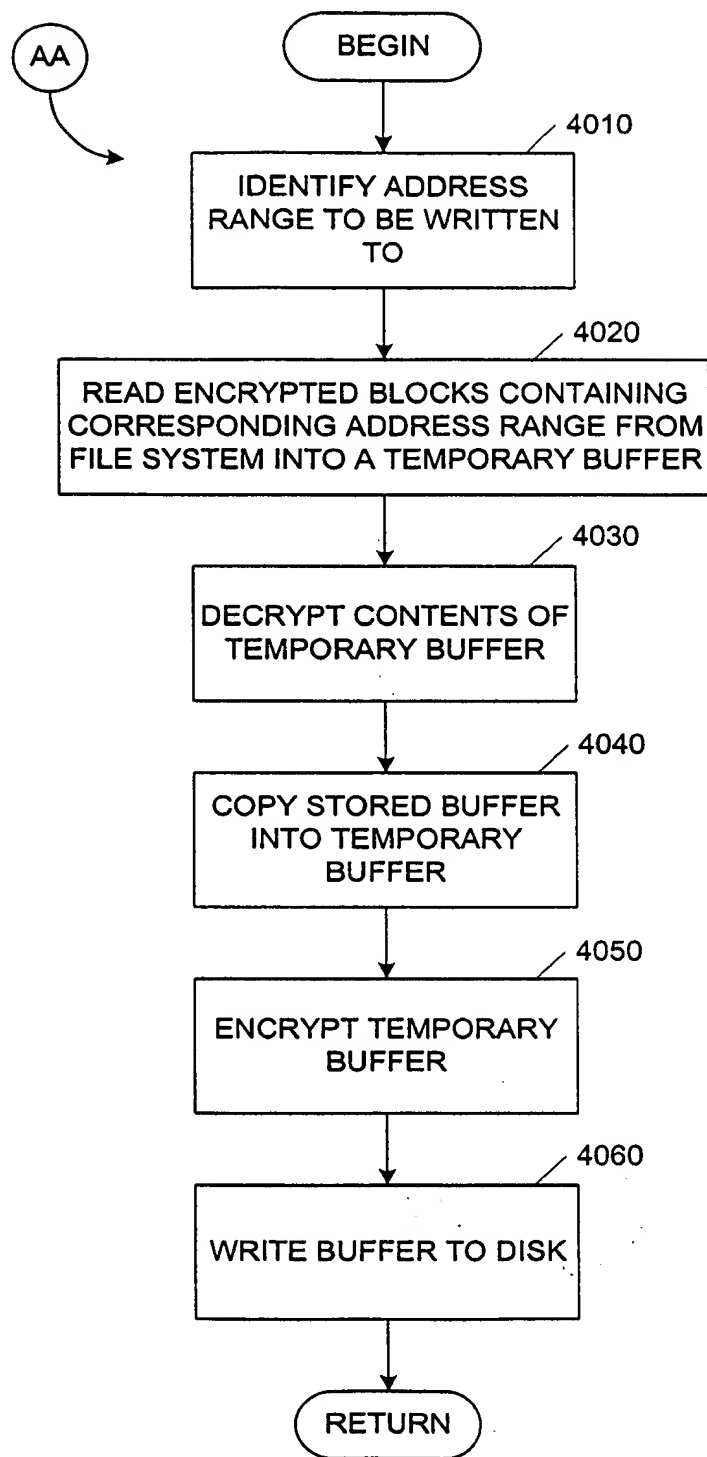 AA
BEGIN
4010
IDENTIFY ADDRESS
RANGE TO BE WRITTEN
TO
4020
READ ENCRYPTED BLOCKS CONTAINING
CORRESPONDING ADDRESS RANGE FROM
FILE SYSTEM INTO A TEMPORARY BUFFER
4030
DECRYPT CONTENTS OF
TEMPORARY BUFFER
4040
COPY STORED BUFFER
INTO TEMPORARY
BUFFER
4050
ENCRYPT TEMPORARY
BUFFER
4060
WRITE BUFFER TO DISK
RETURN